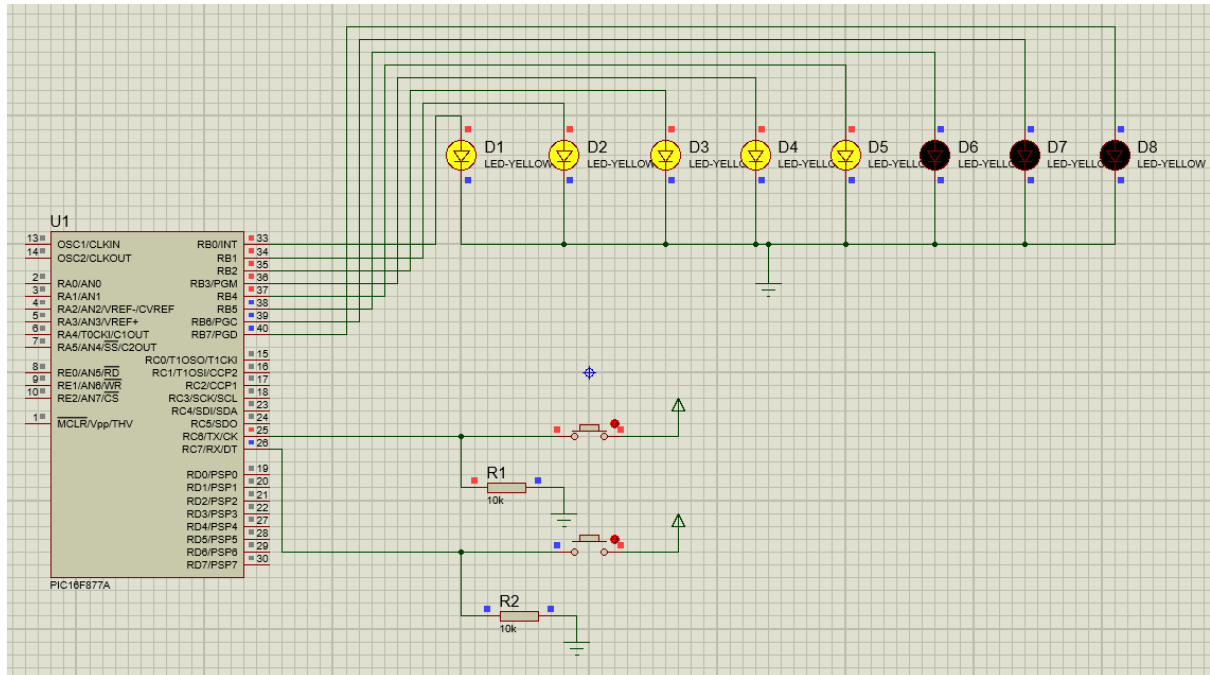 D1
LED-YELLOW
D2
LED-YELLOW
D3
LED-YELLOW
D4
LED-YELLOW
D5
LED-YELLOW
D6
LED-YELLOW
D7
LED-YELLOW
D8
LED-YELLOW
U1
13 OSC1/CLKIN RB0/INT 33
14 OSC2/CLKOUT RB1 34
RB2 35
2 RA0/AN0 RB3/PGM 36
3 RA1/AN1 RB4 37
4 RA2/AN2/VREF-/CVREF RB5 38
5 RA3/AN3/VREF+ RB6/PGC 39
6 RA4/T0CKI/C1OUT RB7/PGD 40
7 RA5/AN4/SS/C2OUT
RC0/T1OSO/T1CKI 15
8 RE0/AN5/RD RC1/T1OSI/CCP2 16
9 RE1/AN6/WR RC2/CCP1 17
10 RE2/AN7/CS RC3/SCK/SCL 18
RC4/SDI/SDA 23
1 MCLR/Vpp/THV RC5/SDO 24
RC6/TX/CK 25
RC7/RX/DT 26
RD0/PSP0 19
RD1/PSP1 20
RD2/PSP2 21
RD3/PSP3 22
RD4/PSP4 27
RD5/PSP5 28
RD6/PSP6 29
RD7/PSP7 30
PIC16F877A
R1
10k
R2
10k